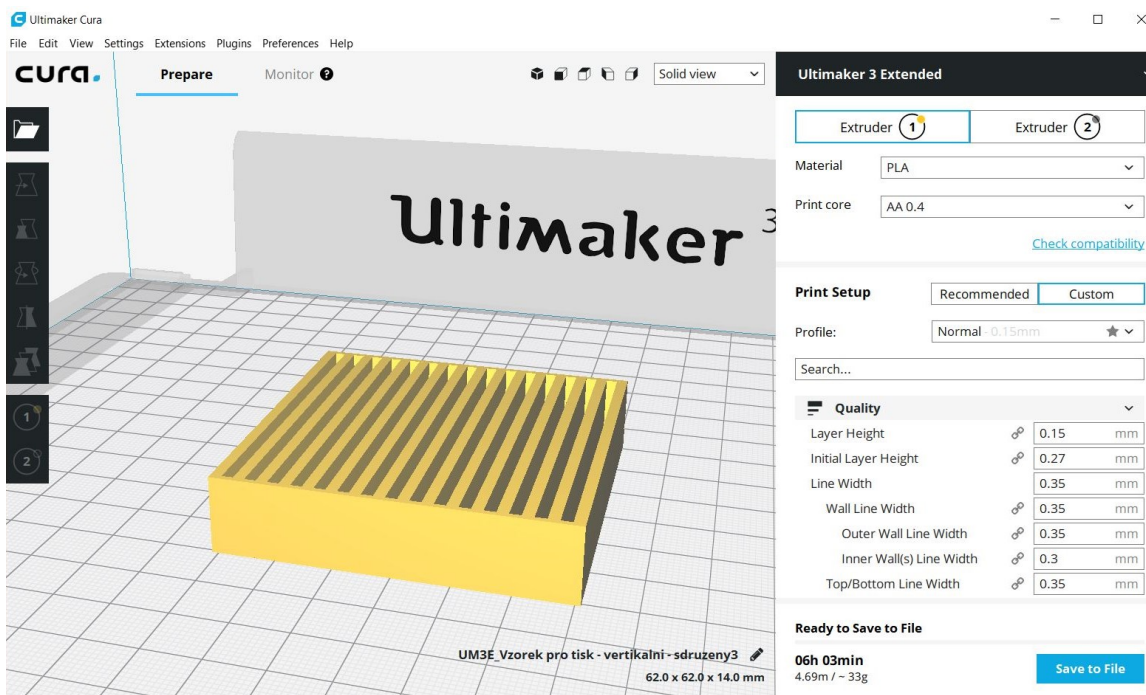 Ultimaker Cura
File Edit View Settings Extensions Plugins Preferences Help
cura.
Prepare Monitor ?
Solid view
Ultimaker 3 Extended
Extruder 1 Extruder 2
Material PLA
Print core AA 0.4
Check compatibility
Ultimaker 3
Print Setup Recommended Custom
Profile: Normal - 0.15mm
Search...
Quality
Layer Height 0.15 mm
Initial Layer Height 0.27 mm
Line Width 0.35 mm
Wall Line Width 0.35 mm
Outer Wall Line Width 0.35 mm
Inner Wall(s) Line Width 0.3 mm
Top/Bottom Line Width 0.35 mm
1
2
UM3E_Vzorek pro tisk - vertikalni - sdruzeny3
62.0 x 62.0 x 14.0 mm
Ready to Save to File
06h 03min
4.69m / ~ 33g
Save to File